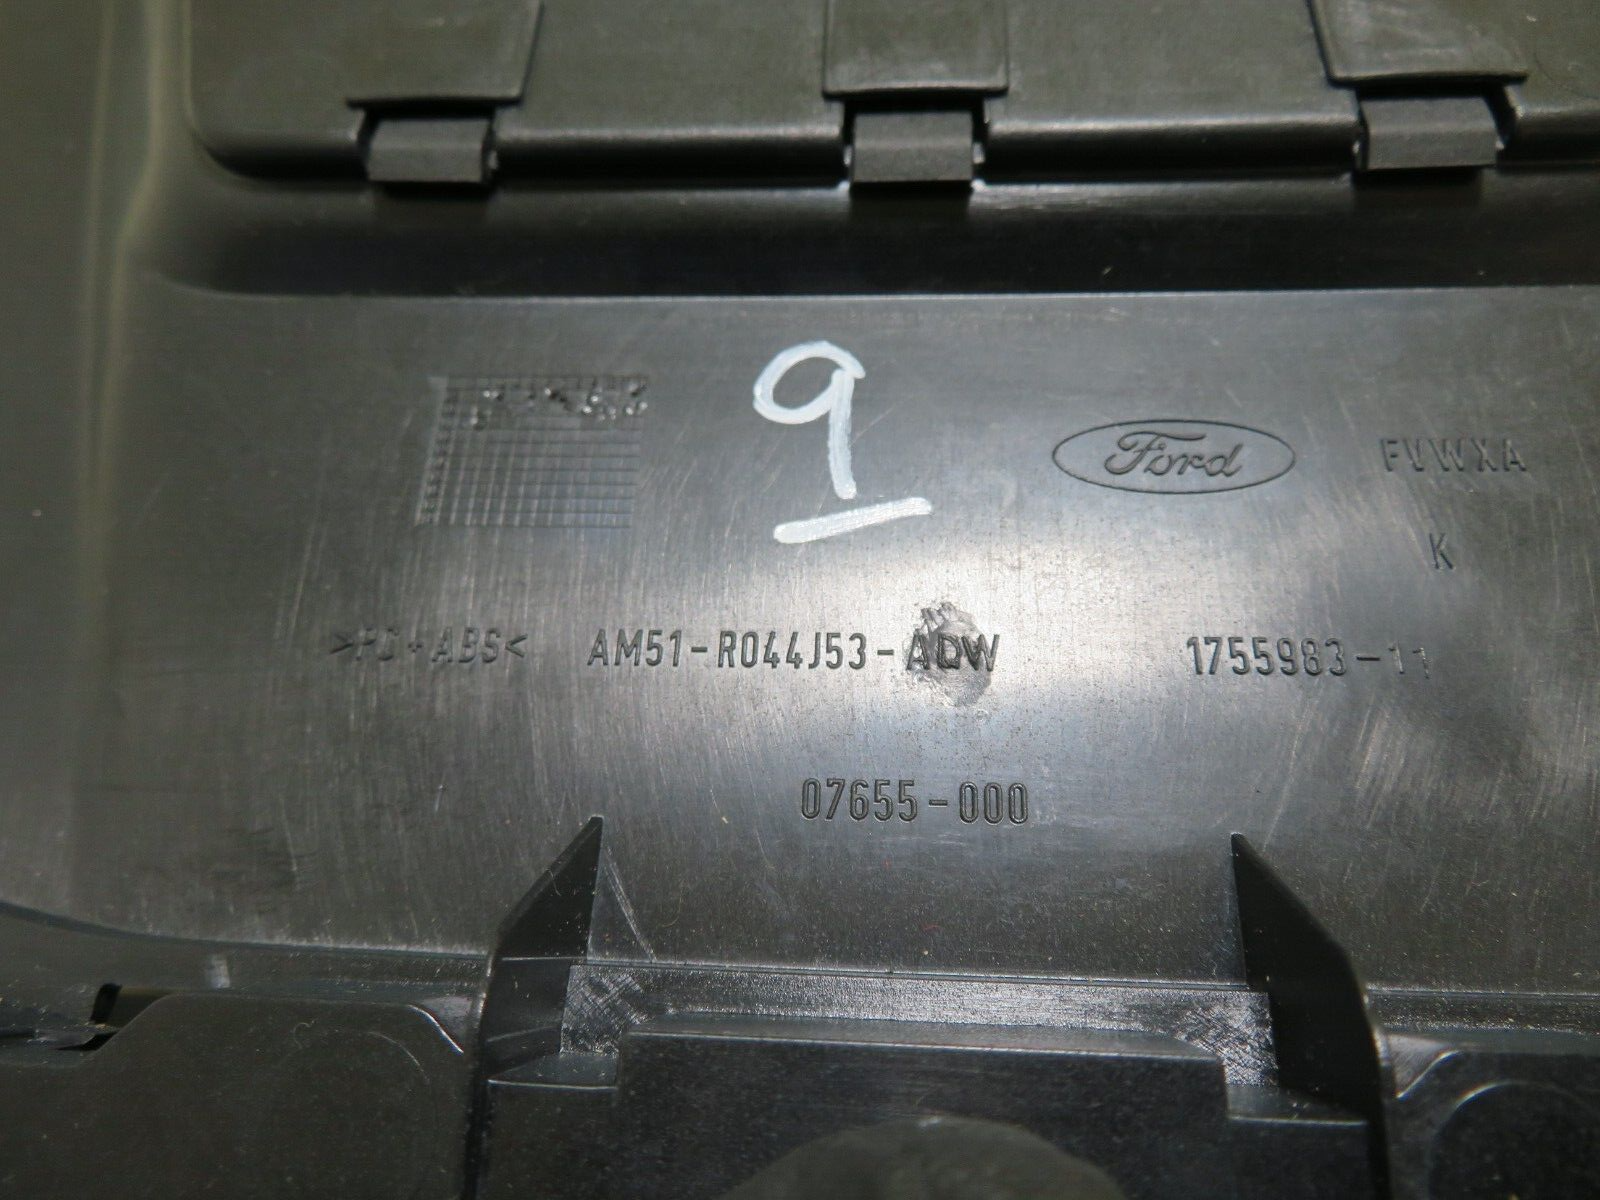 9
Ford FVWXA
K
>PC+ABS< AM51-R044J53-ADW 1755983-11
07655-000